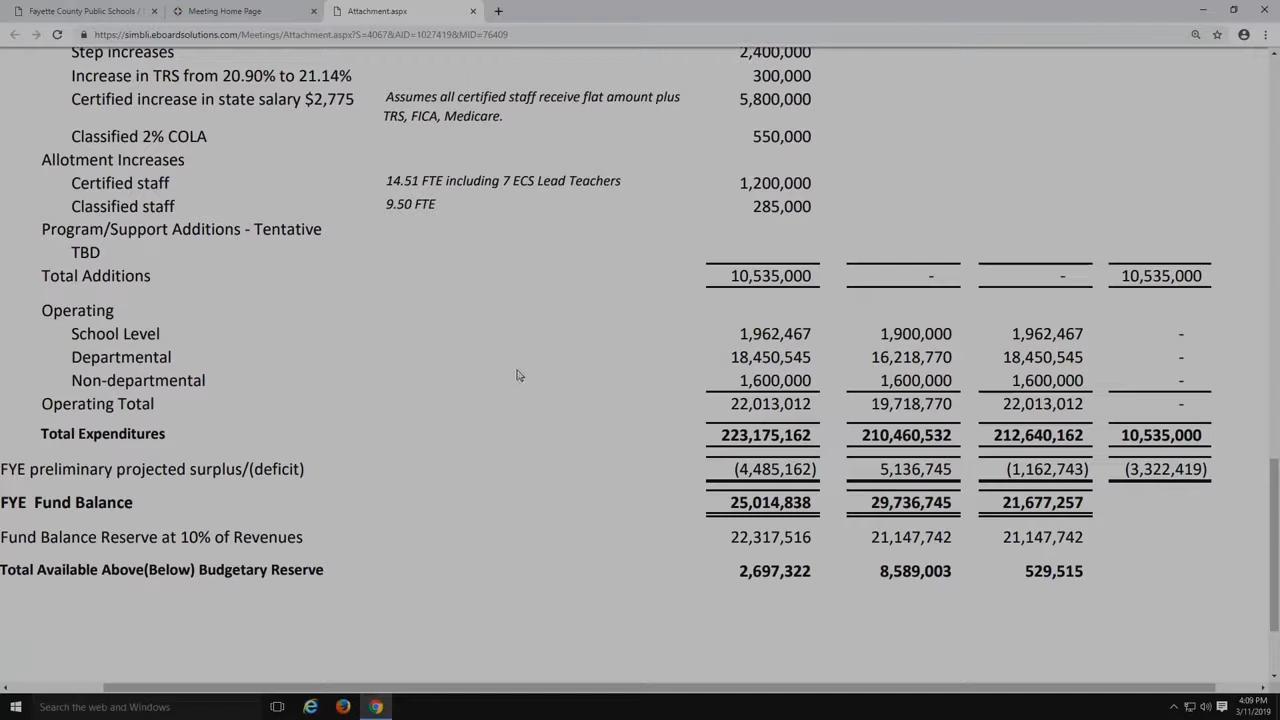 Fayette County Public Schools /
Meeting Home Page
Attachment.aspx
https://simbli.eboardsolutions.com/Meetings/Attachment.aspx?S=4067&AID=1027419&MID=76409
Step increases 2,400,000
Increase in TRS from 20.90% to 21.14% 300,000
Certified increase in state salary $2,775 Assumes all certified staff receive flat amount plus 5,800,000
TRS, FICA, Medicare.
Classified 2% COLA 550,000
Allotment Increases
Certified staff 14.51 FTE including 7 ECS Lead Teachers 1,200,000
Classified staff 9.50 FTE 285,000
Program/Support Additions - Tentative
TBD
Total Additions 10,535,000 - - 10,535,000
Operating
School Level 1,962,467 1,900,000 1,962,467 -
Departmental 18,450,545 16,218,770 18,450,545 -
Non-departmental 1,600,000 1,600,000 1,600,000 -
Operating Total 22,013,012 19,718,770 22,013,012 -
Total Expenditures 223,175,162 210,460,532 212,640,162 10,535,000
FYE preliminary projected surplus/(deficit) (4,485,162) 5,136,745 (1,162,743) (3,322,419)
FYE Fund Balance 25,014,838 29,736,745 21,677,257
Fund Balance Reserve at 10% of Revenues 22,317,516 21,147,742 21,147,742
Total Available Above(Below) Budgetary Reserve 2,697,322 8,589,003 529,515
Search the web and Windows
4:09 PM
3/11/2019